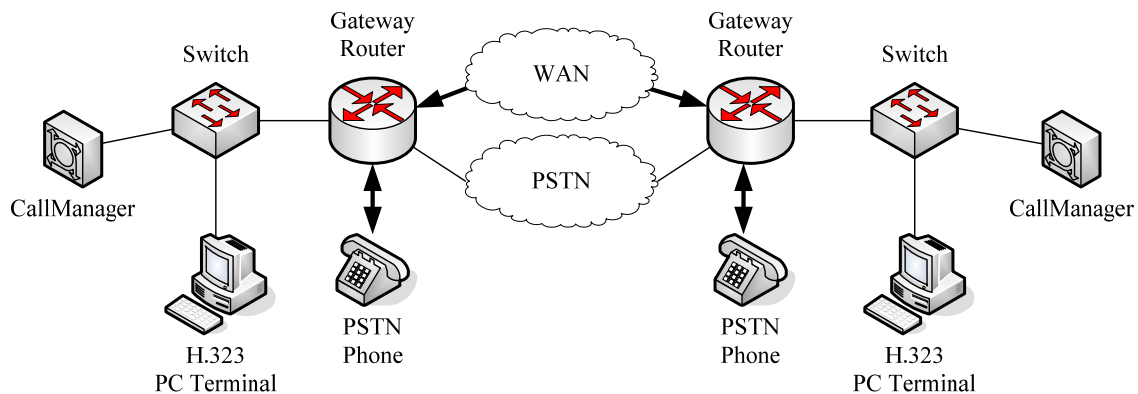 Gateway
Router
Switch
WAN
Gateway
Router
Switch
PSTN
CallManager
CallManager
H.323
PC Terminal
PSTN
Phone
PSTN
Phone
H.323
PC Terminal